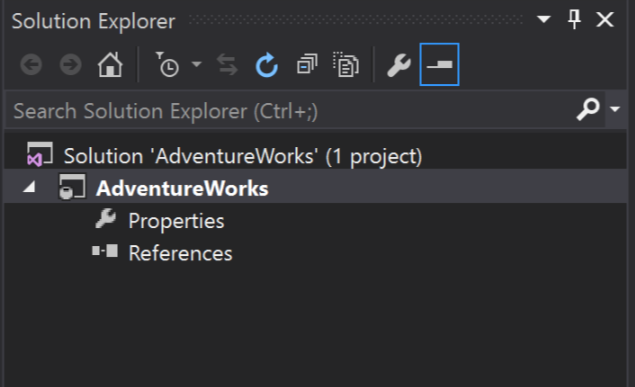 Solution Explorer
Search Solution Explorer (Ctrl+;)
Solution 'AdventureWorks' (1 project)
AdventureWorks
Properties
References